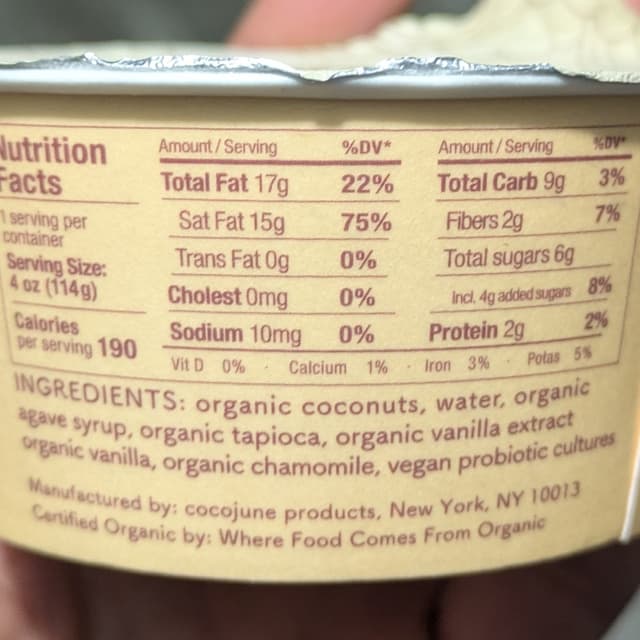 Nutrition
Facts
1 serving per
container
Serving Size:
4 oz (114g)
Calories
per serving 190
Amount / Serving %DV*
Total Fat 17g 22%
Sat Fat 15g 75%
Trans Fat 0g 0%
Cholest 0mg 0%
Sodium 10mg 0%
Amount / Serving %DV*
Total Carb 9g 3%
Fibers 2g 7%
Total sugars 6g
Incl. 4g added sugars 8%
Protein 2g 2%
Vit D 0% · Calcium 1% · Iron 3% · Potas 5%
INGREDIENTS: organic coconuts, water, organic
agave syrup, organic tapioca, organic vanilla extract
organic vanilla, organic chamomile, vegan probiotic cultures
Manufactured by: cocojune products, New York, NY 10013
Certified Organic by: Where Food Comes From Organic